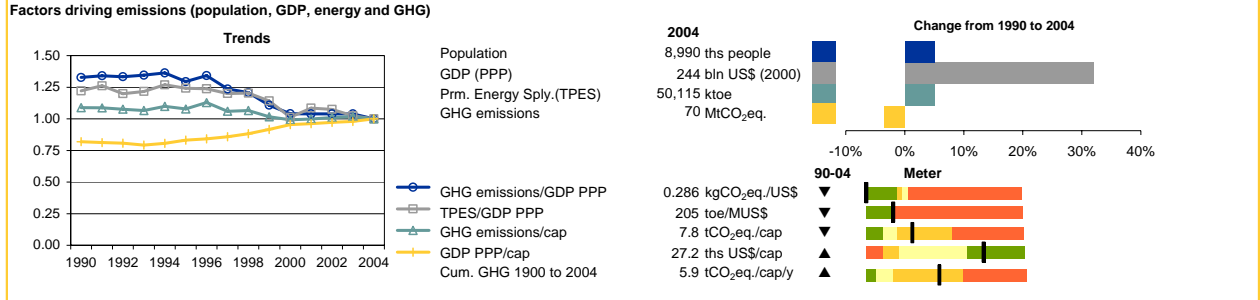 Factors driving emissions (population, GDP, energy and GHG)
Trends
1.50
1.25
1.00
0.75
0.50
0.25
0.00
1990 1992 1994 1996 1998 2000 2002 2004
2004
Change from 1990 to 2004
Population 8,990 ths people
GDP (PPP) 244 bln US$ (2000)
Prm. Energy Sply.(TPES) 50,115 ktoe
GHG emissions 70 MtCO₂eq.
-10% 0% 10% 20% 30% 40%
90-04 Meter
GHG emissions/GDP PPP 0.286 kgCO₂eq./US$ ▼
TPES/GDP PPP 205 toe/MUS$ ▼
GHG emissions/cap 7.8 tCO₂eq./cap ▼
GDP PPP/cap 27.2 ths US$/cap ▲
Cum. GHG 1900 to 2004 5.9 tCO₂eq./cap/y ▲